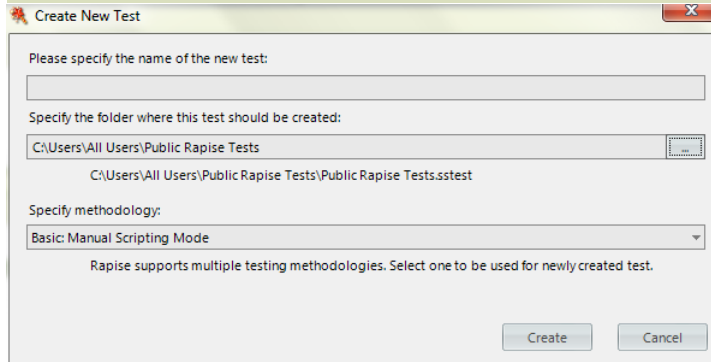 Create New Test
Please specify the name of the new test:
Specify the folder where this test should be created:
C:\Users\All Users\Public Rapise Tests
...
C:\Users\All Users\Public Rapise Tests\Public Rapise Tests.sstest
Specify methodology:
Basic: Manual Scripting Mode
Rapise supports multiple testing methodologies. Select one to be used for newly created test.
Create Cancel